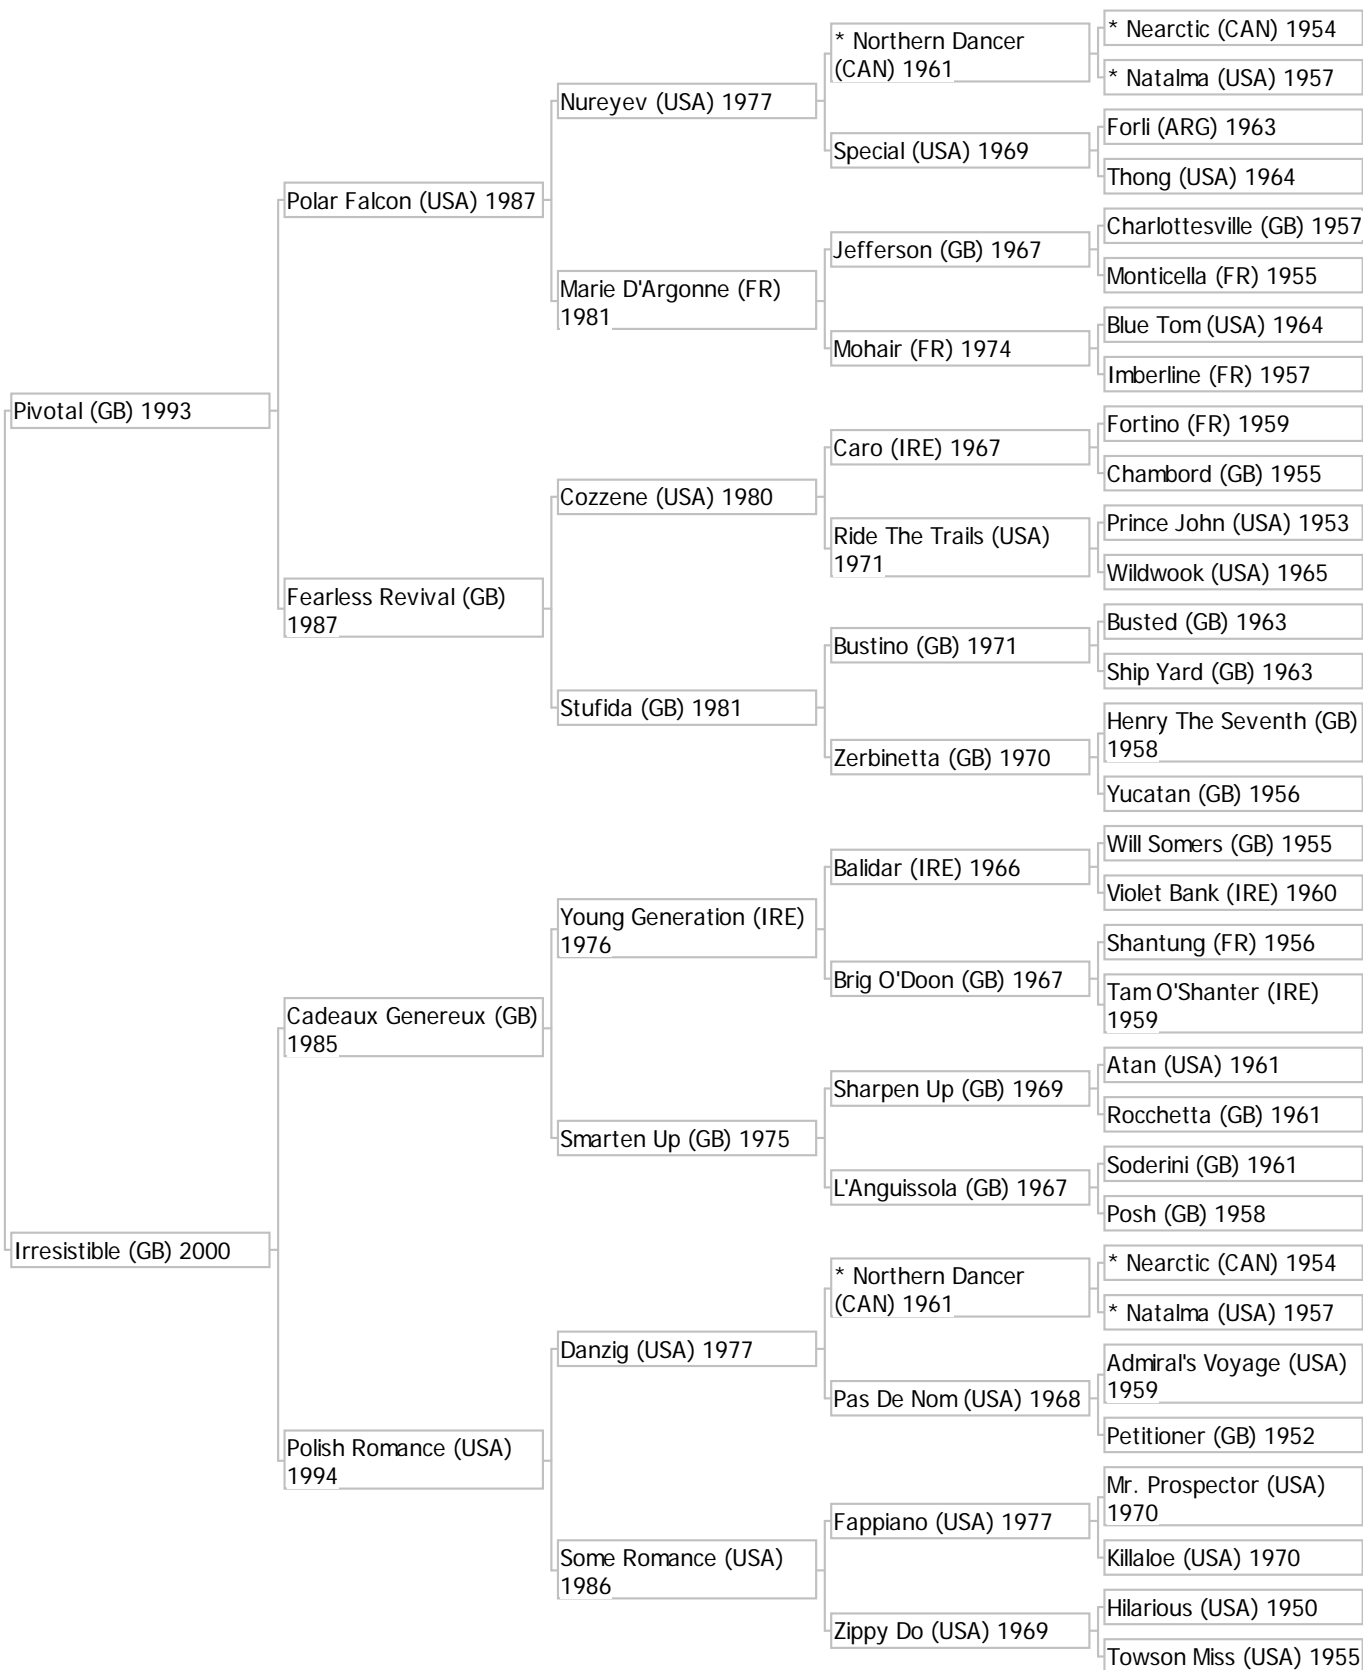 * Nearctic (CAN) 1954
* Northern Dancer
(CAN) 1961
* Natalma (USA) 1957
Nureyev (USA) 1977
Forli (ARG) 1963
Special (USA) 1969
Thong (USA) 1964
Polar Falcon (USA) 1987
Charlottesville (GB) 1957
Jefferson (GB) 1967
Monticella (FR) 1955
Marie D'Argonne (FR)
1981
Blue Tom (USA) 1964
Mohair (FR) 1974
Imberline (FR) 1957
Pivotal (GB) 1993
Fortino (FR) 1959
Caro (IRE) 1967
Chambord (GB) 1955
Cozzene (USA) 1980
Prince John (USA) 1953
Ride The Trails (USA)
1971
Wildwook (USA) 1965
Fearless Revival (GB)
1987
Busted (GB) 1963
Bustino (GB) 1971
Ship Yard (GB) 1963
Stufida (GB) 1981
Henry The Seventh (GB)
1958
Zerbinetta (GB) 1970
Yucatan (GB) 1956
Will Somers (GB) 1955
Balidar (IRE) 1966
Violet Bank (IRE) 1960
Young Generation (IRE)
1976
Shantung (FR) 1956
Brig O'Doon (GB) 1967
Tam O'Shanter (IRE)
1959
Cadeaux Genereux (GB)
1985
Atan (USA) 1961
Sharpen Up (GB) 1969
Rocchetta (GB) 1961
Smarten Up (GB) 1975
Soderini (GB) 1961
L'Anguissola (GB) 1967
Posh (GB) 1958
Irresistible (GB) 2000
* Nearctic (CAN) 1954
* Northern Dancer
(CAN) 1961
* Natalma (USA) 1957
Danzig (USA) 1977
Admiral's Voyage (USA)
1959
Pas De Nom (USA) 1968
Petitioner (GB) 1952
Polish Romance (USA)
1994
Mr. Prospector (USA)
1970
Fappiano (USA) 1977
Killaloe (USA) 1970
Some Romance (USA)
1986
Hilarious (USA) 1950
Zippy Do (USA) 1969
Towson Miss (USA) 1955